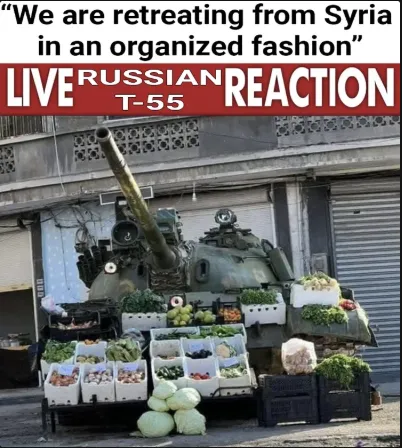 “We are retreating from Syria
in an organized fashion”
LIVE RUSSIAN T-55 REACTION